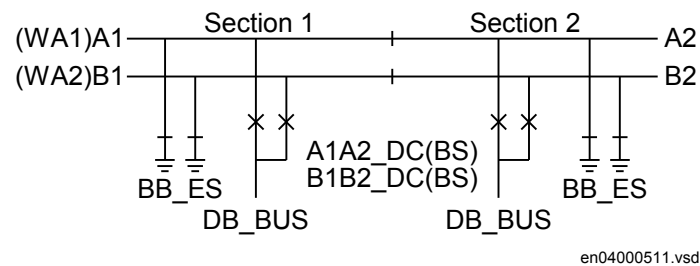 Section 1 Section 2
(WA1)A1 A2
(WA2)B1 B2
A1A2_DC(BS)
B1B2_DC(BS)
BB_ES BB_ES
DB_BUS DB_BUS
en04000511.vsd